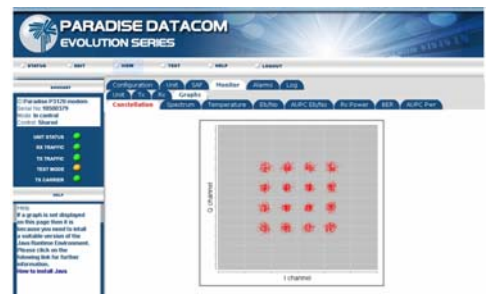 PARADISE DATACOM
EVOLUTION SERIES
STATUS EDIT VIEW TEST HELP LOGOUT
SUMMARY
Paradise P3120 modem
Mode: In control
Control: Shared
UNIT STATUS
RX TRAFFIC
TX TRAFFIC
TEST MODE
TX CARRIER
HELP
Help
If a graph is not displayed
on this page then it is
because you need to install
a suitable version of the
Java Runtime Environment.
Please click on the
following link for further
information.
How to install Java
Configuration Unit SAF Monitor Alarms Log
Unit Tx Rx Graphs
Constellation Spectrum Temperature Eb/No AUPC Eb/No Rx Power BER AUPC Pwr
Q channel
I channel